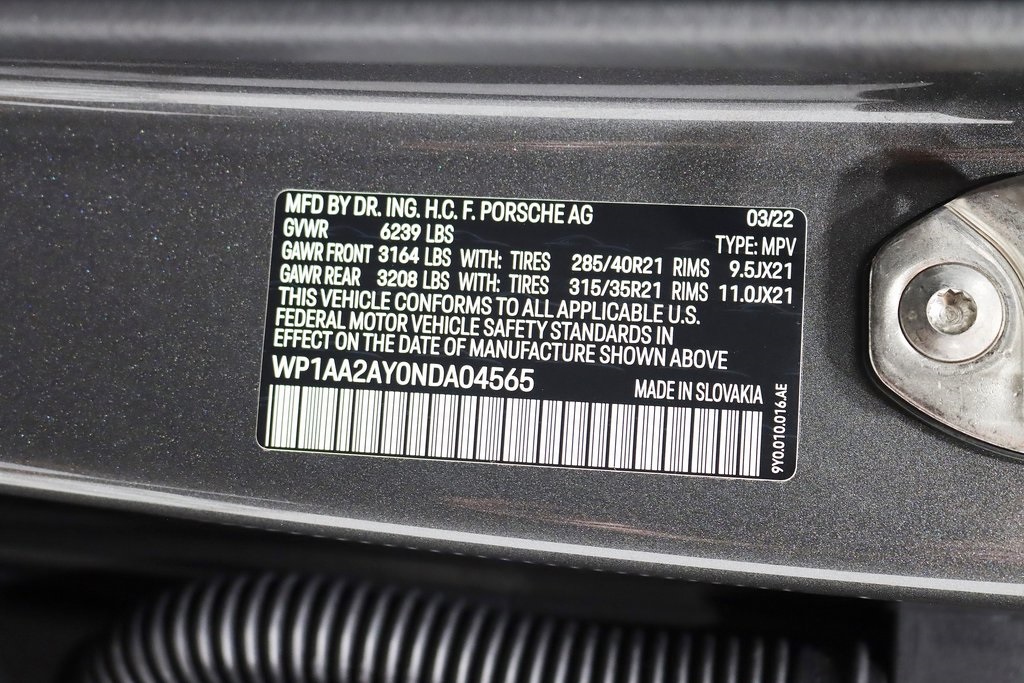 MFD BY DR. ING. H.C. F. PORSCHE AG 03/22
GVWR 6239 LBS TYPE: MPV
GAWR FRONT 3164 LBS WITH: TIRES 285/40R21 RIMS 9.5JX21
GAWR REAR 3208 LBS WITH: TIRES 315/35R21 RIMS 11.0JX21
THIS VEHICLE CONFORMS TO ALL APPLICABLE U.S.
FEDERAL MOTOR VEHICLE SAFETY STANDARDS IN
EFFECT ON THE DATE OF MANUFACTURE SHOWN ABOVE
WP1AA2AY0NDA04565 MADE IN SLOVAKIA
9Y0.010.016.AE